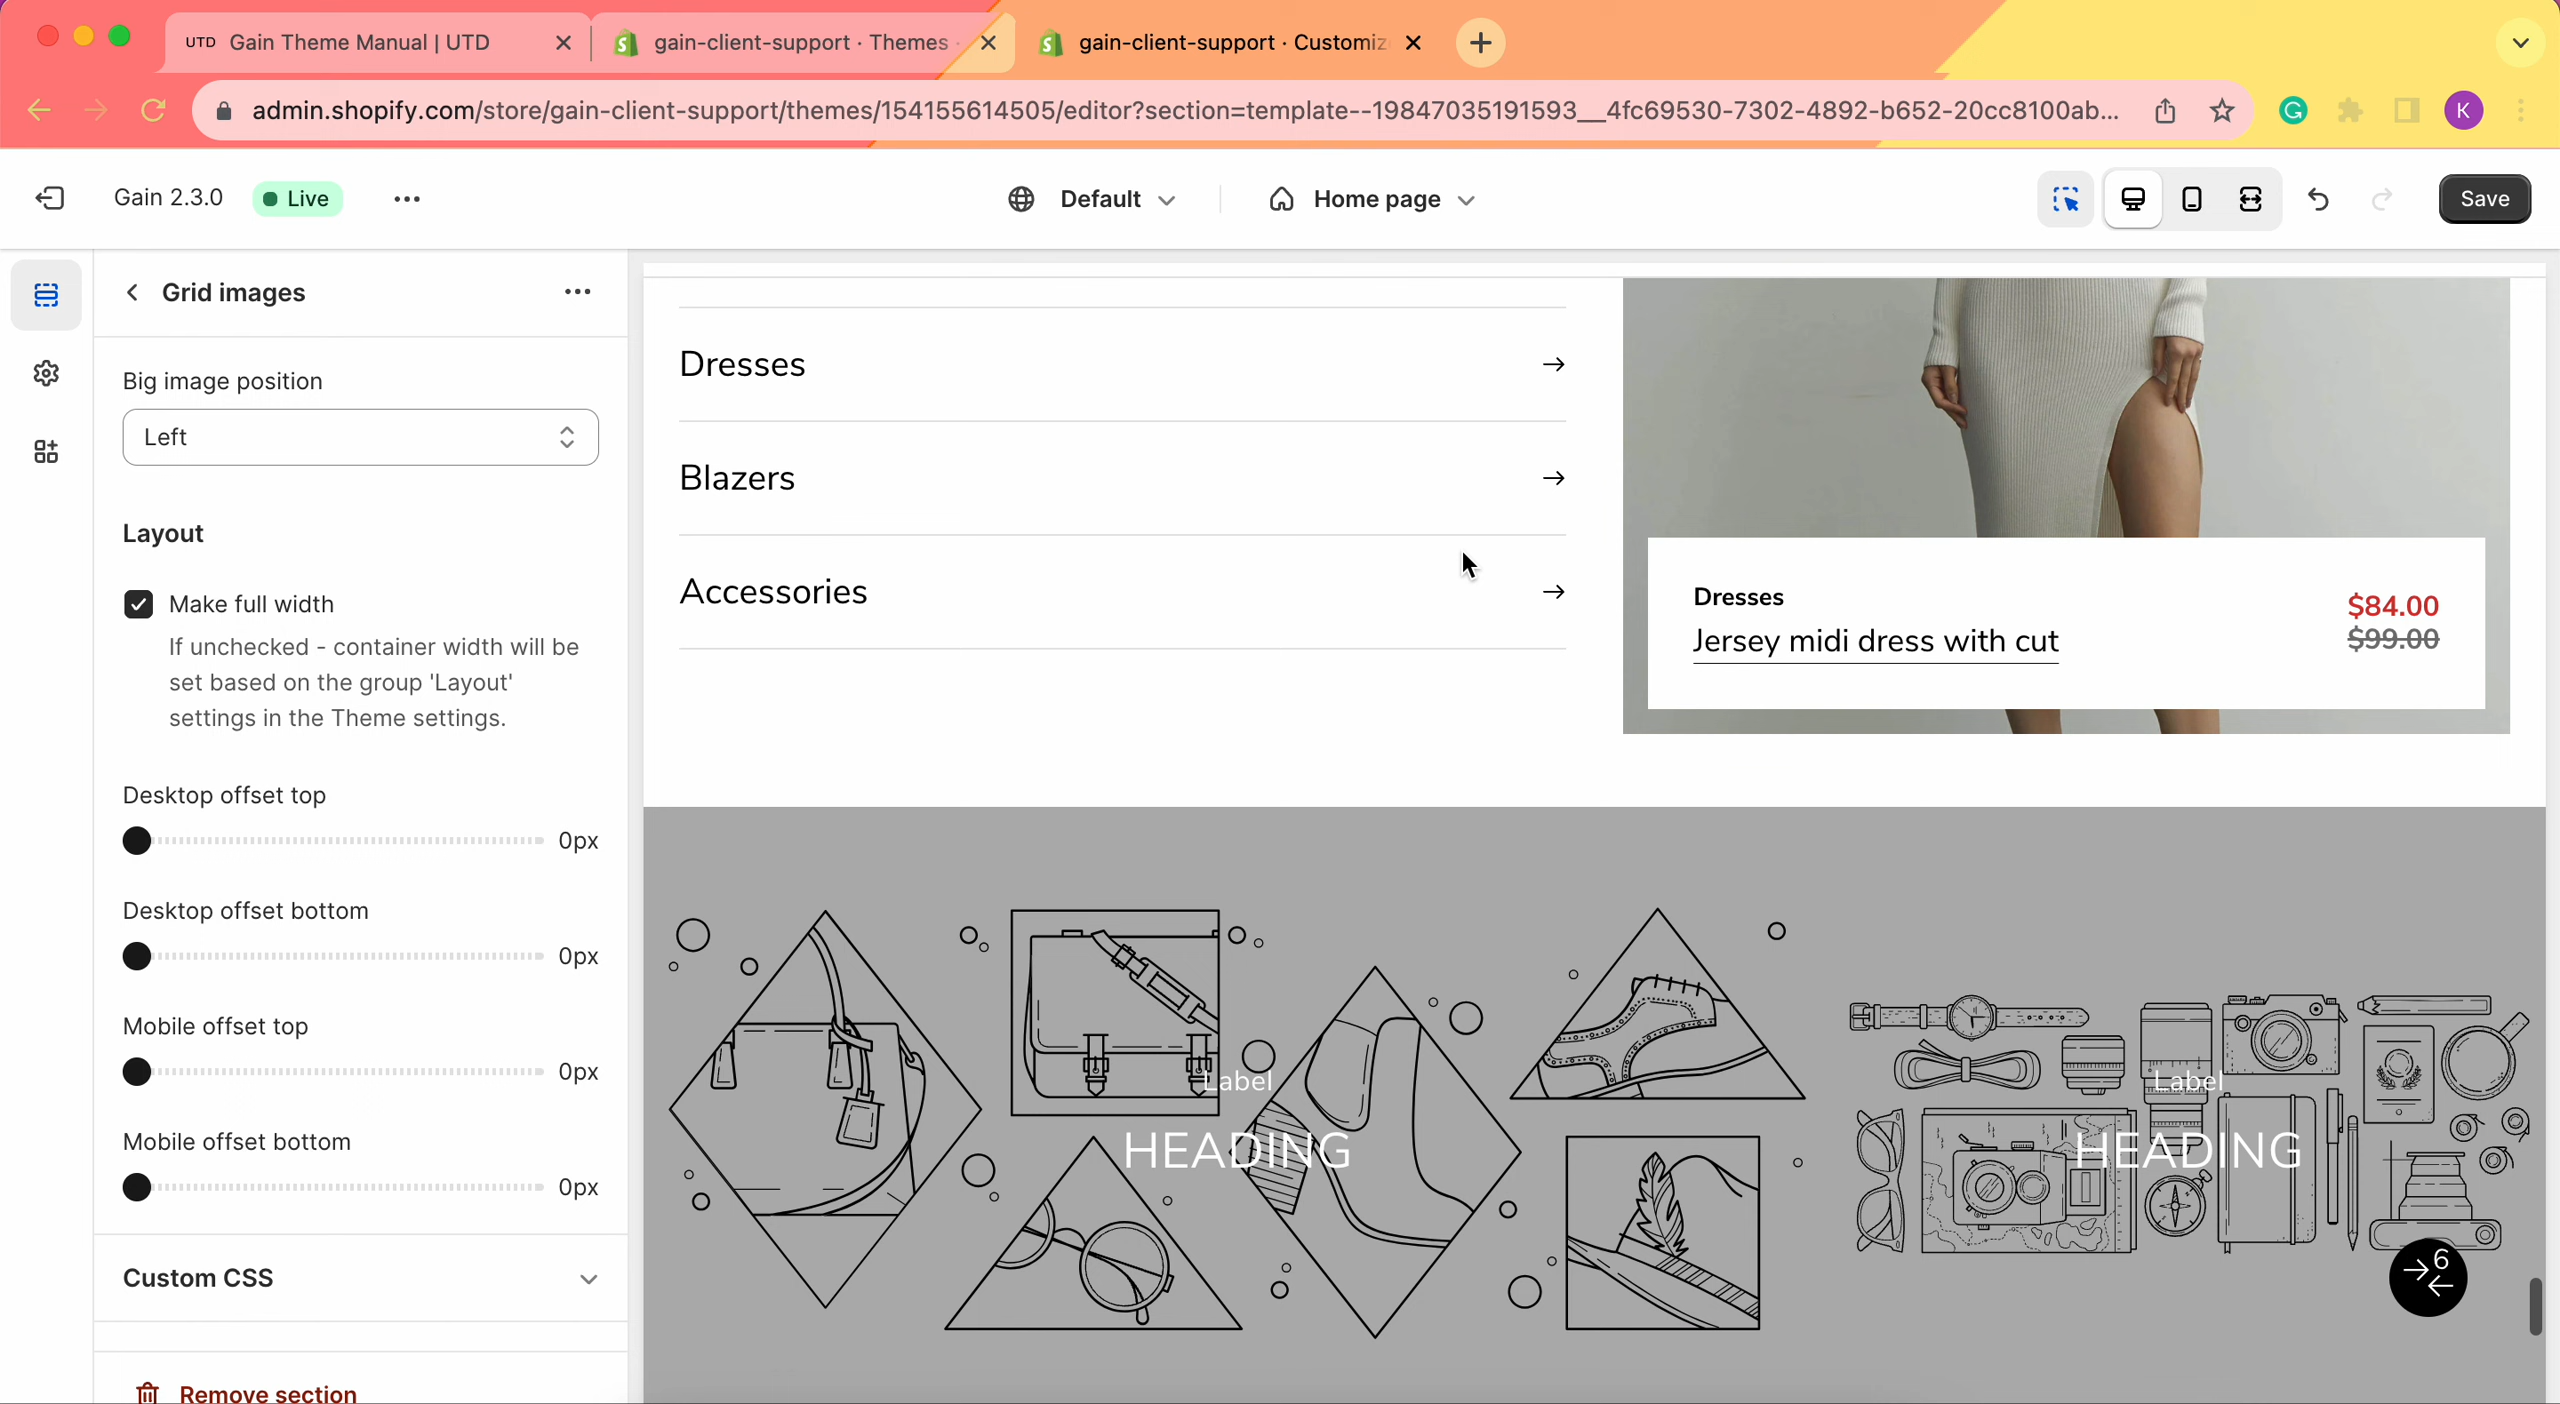 UTD Gain Theme Manual | UTD
gain-client-support · Themes ·
gain-client-support · Customiz
admin.shopify.com/store/gain-client-support/themes/154155614505/editor?section=template--19847035191593__4fc69530-7302-4892-b652-20cc8100ab...
K
Gain 2.3.0
Live
Default
Home page
Save
Grid images
Big image position
Left
Layout
Make full width
If unchecked - container width will be
set based on the group 'Layout'
settings in the Theme settings.
Desktop offset top
0px
Desktop offset bottom
0px
Mobile offset top
0px
Mobile offset bottom
0px
Custom CSS
Remove section
Dresses
Blazers
Accessories
Dresses
Jersey midi dress with cut
$84.00
$99.00
Label
HEADING
Label
HEADING
6